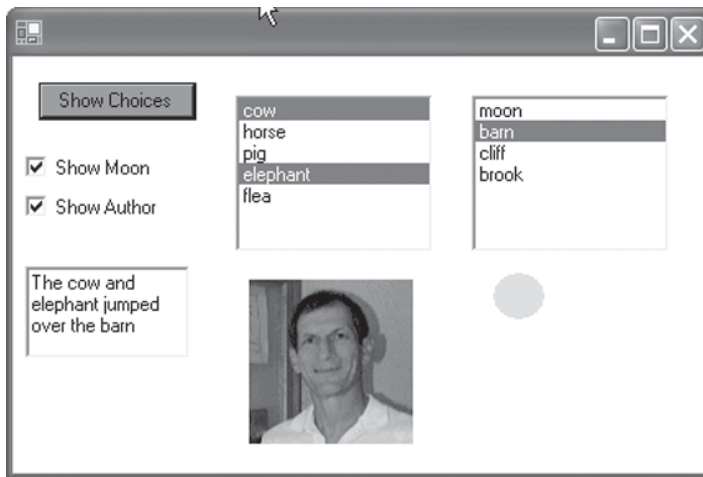 Show Choices
Show Moon
Show Author
The cow and
elephant jumped
over the barn
cow
horse
pig
elephant
flea
moon
barn
cliff
brook